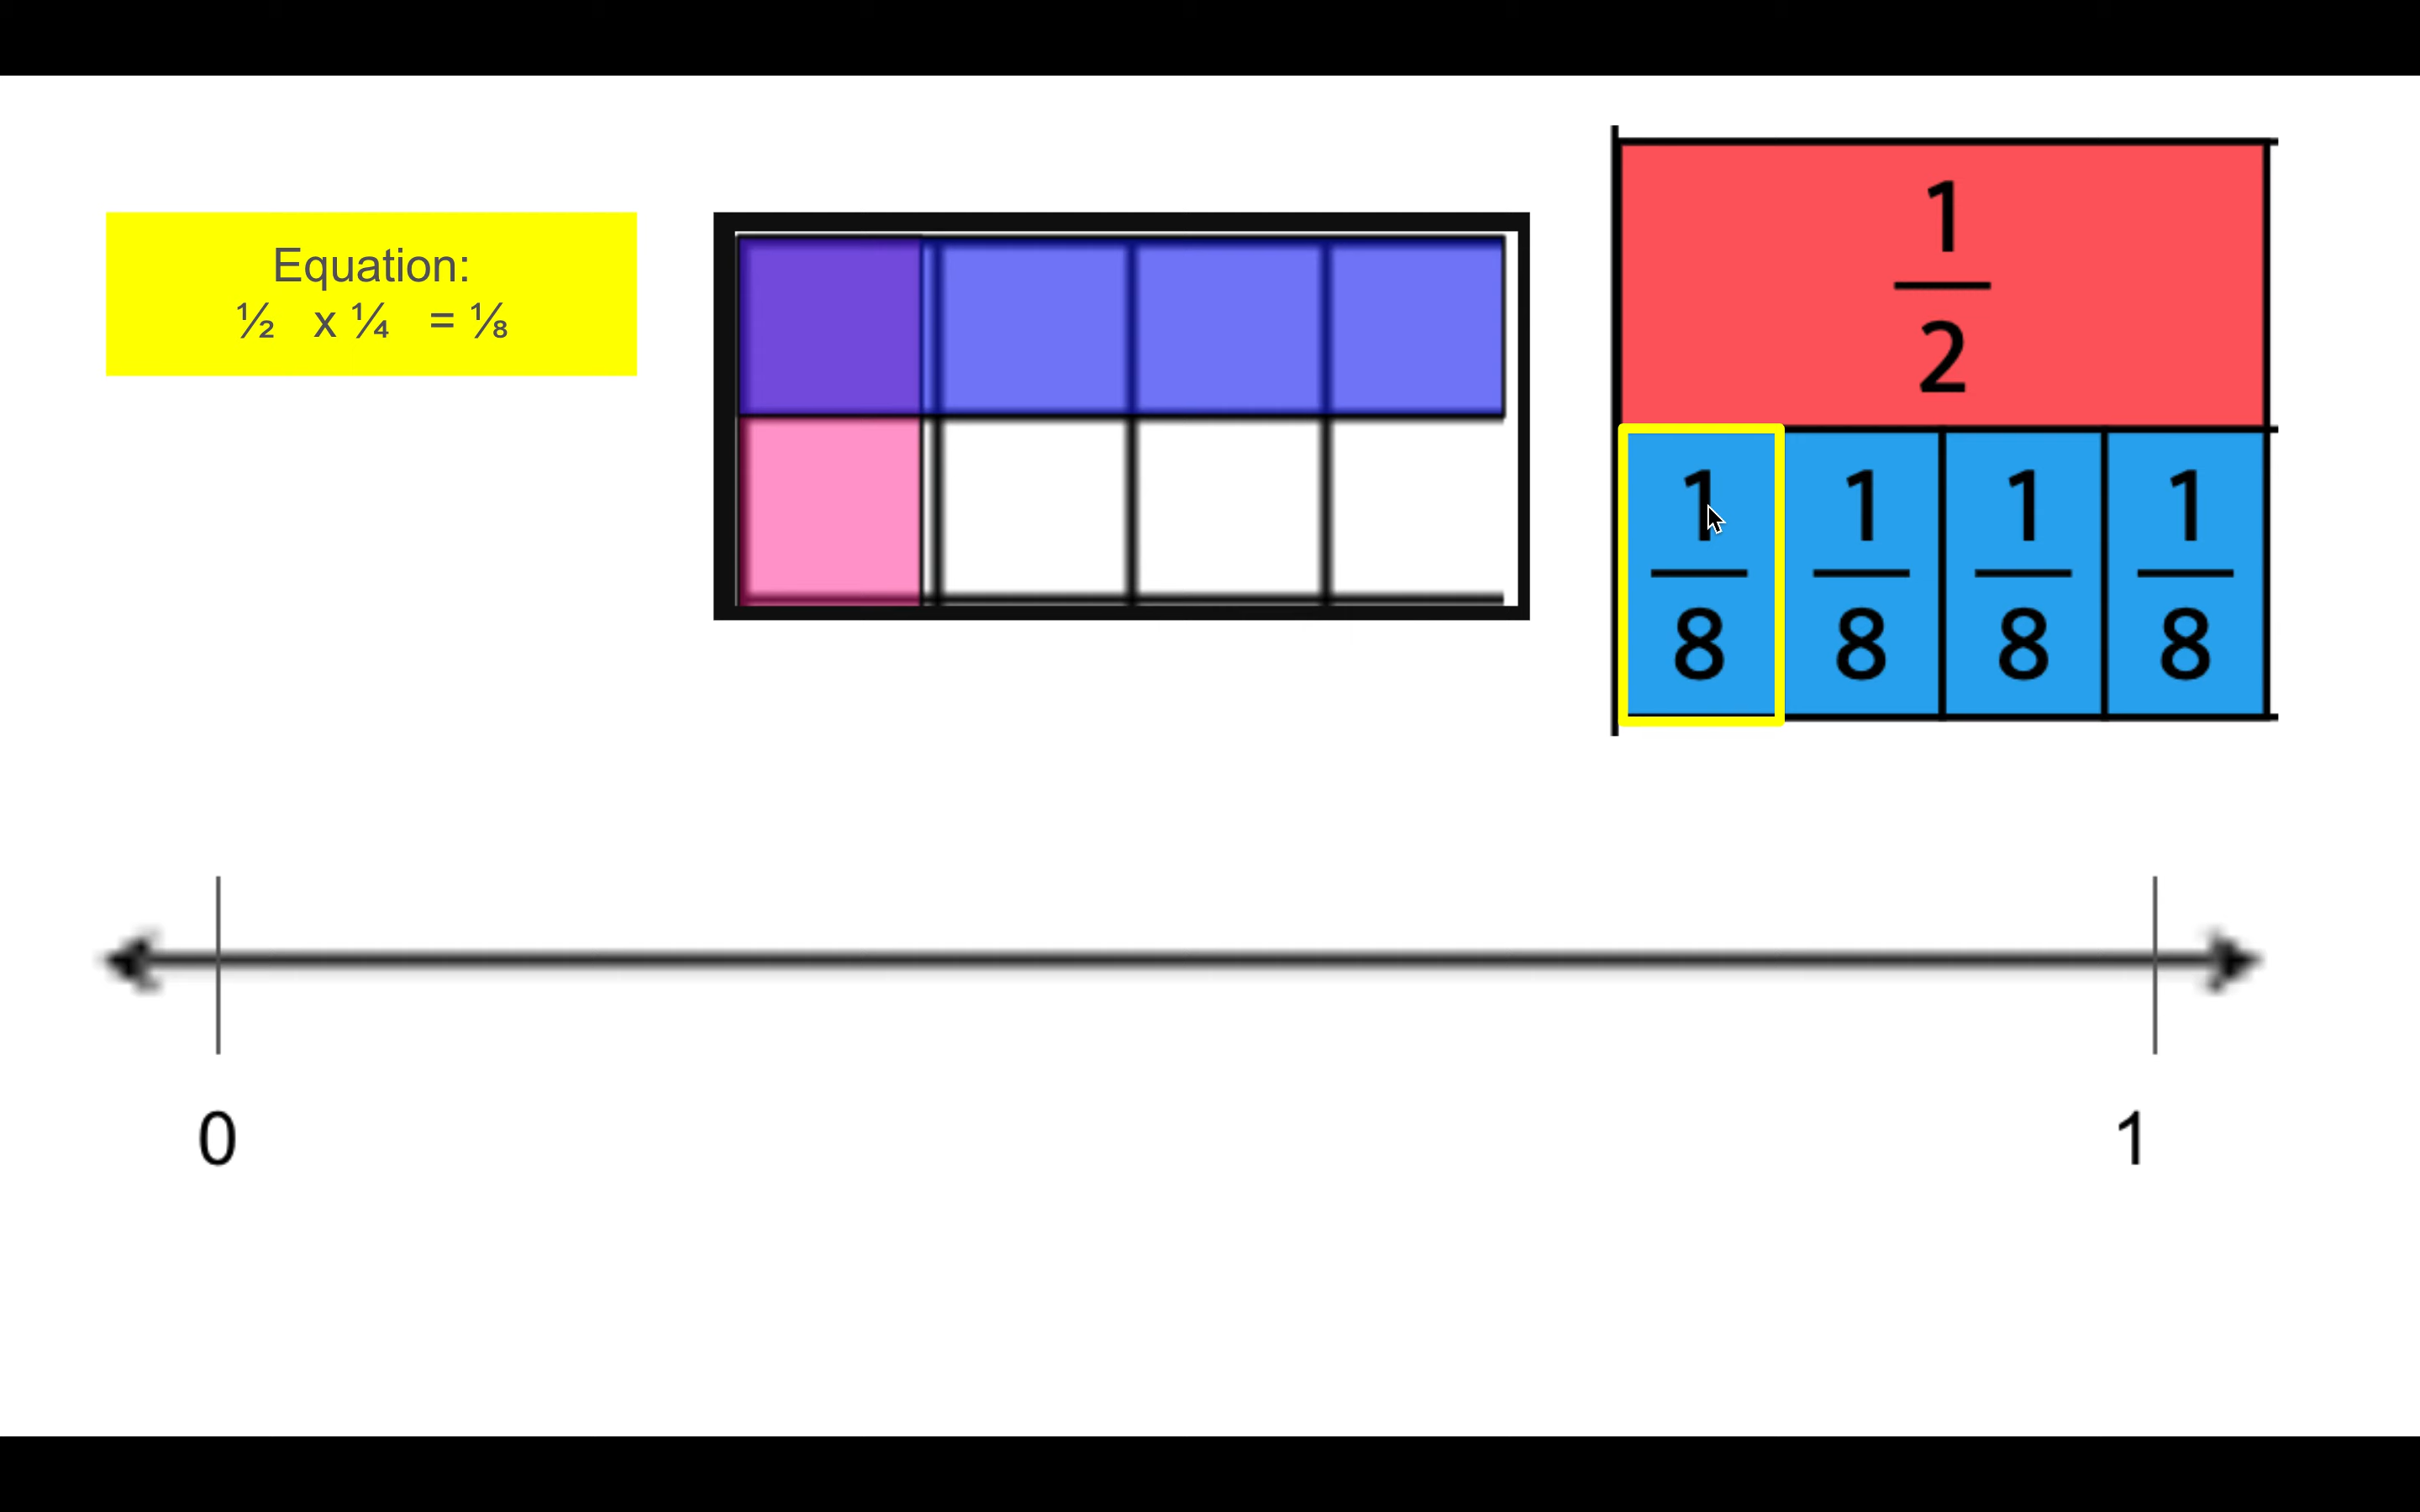 Equation:
½ x ¼ = ⅛
1
2
1 1 1 1
8 8 8 8
0 1